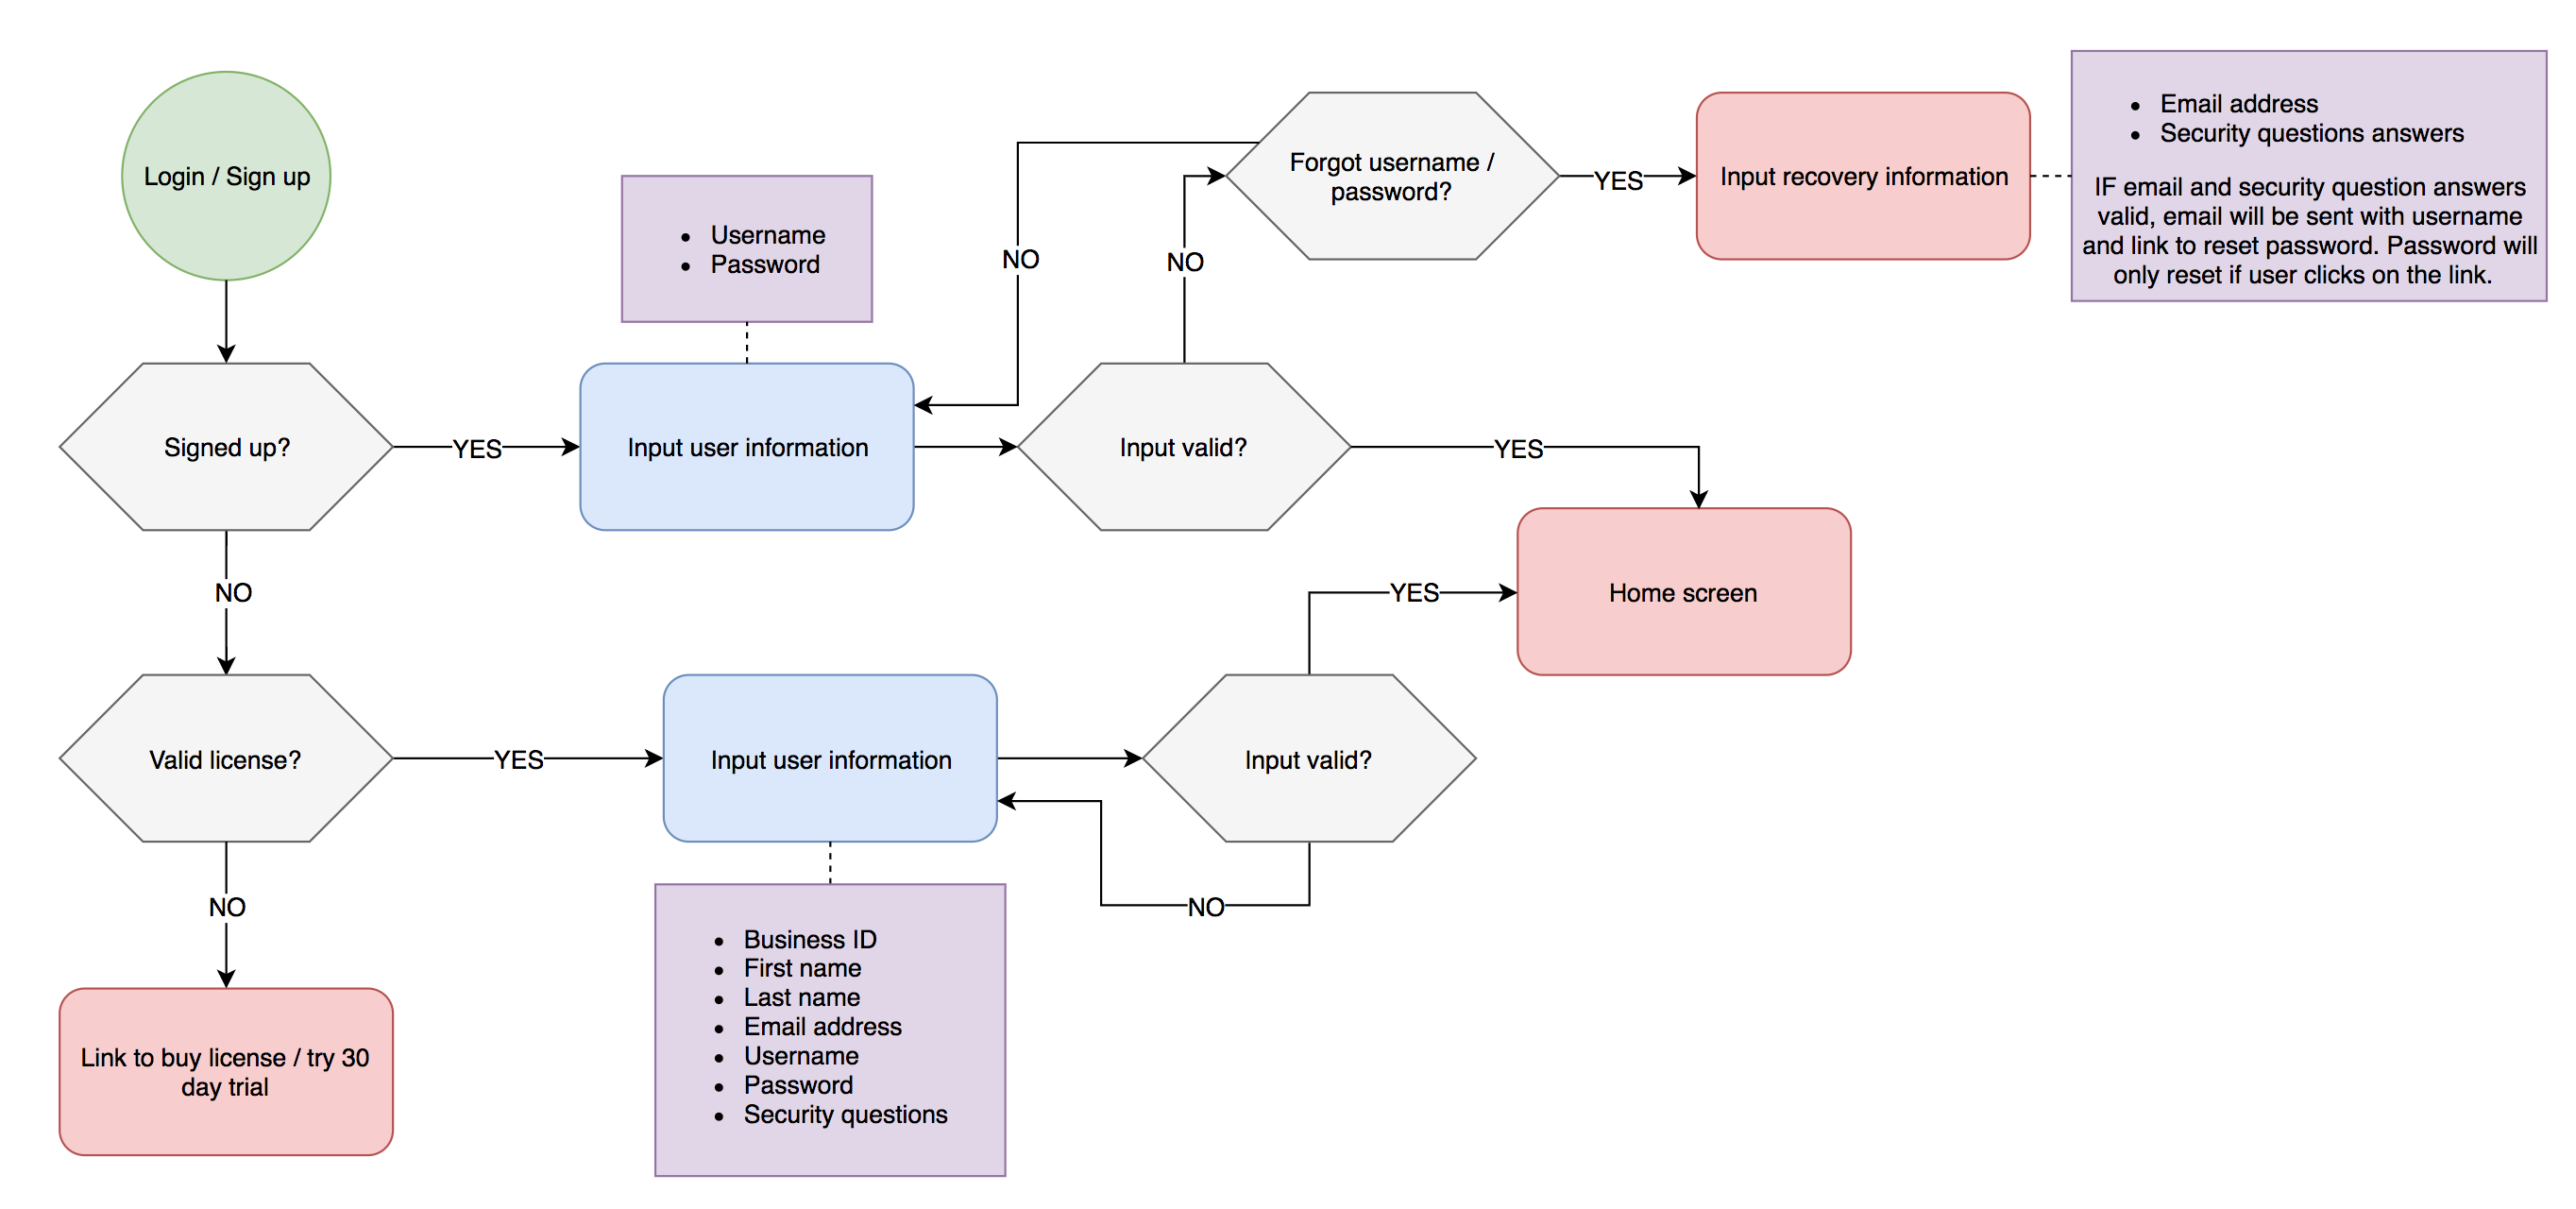 Login / Sign up
Forgot username /
password?
YES
Input recovery information
• Email address
• Security questions answers
IF email and security question answers
valid, email will be sent with username
and link to reset password. Password will
only reset if user clicks on the link.
• Username
• Password
NO
NO
Signed up?
YES
Input user information
Input valid?
YES
NO
YES
Home screen
Valid license?
YES
Input user information
Input valid?
NO
NO
• Business ID
• First name
• Last name
• Email address
• Username
• Password
• Security questions
Link to buy license / try 30
day trial